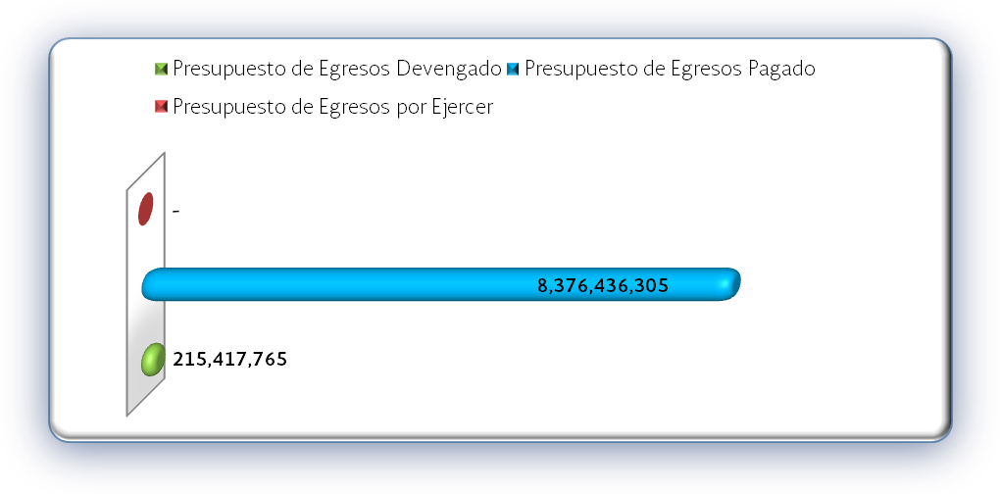 Presupuesto de Egresos Devengado Presupuesto de Egresos Pagado
Presupuesto de Egresos por Ejercer
-
8,376,436,305
215,417,765